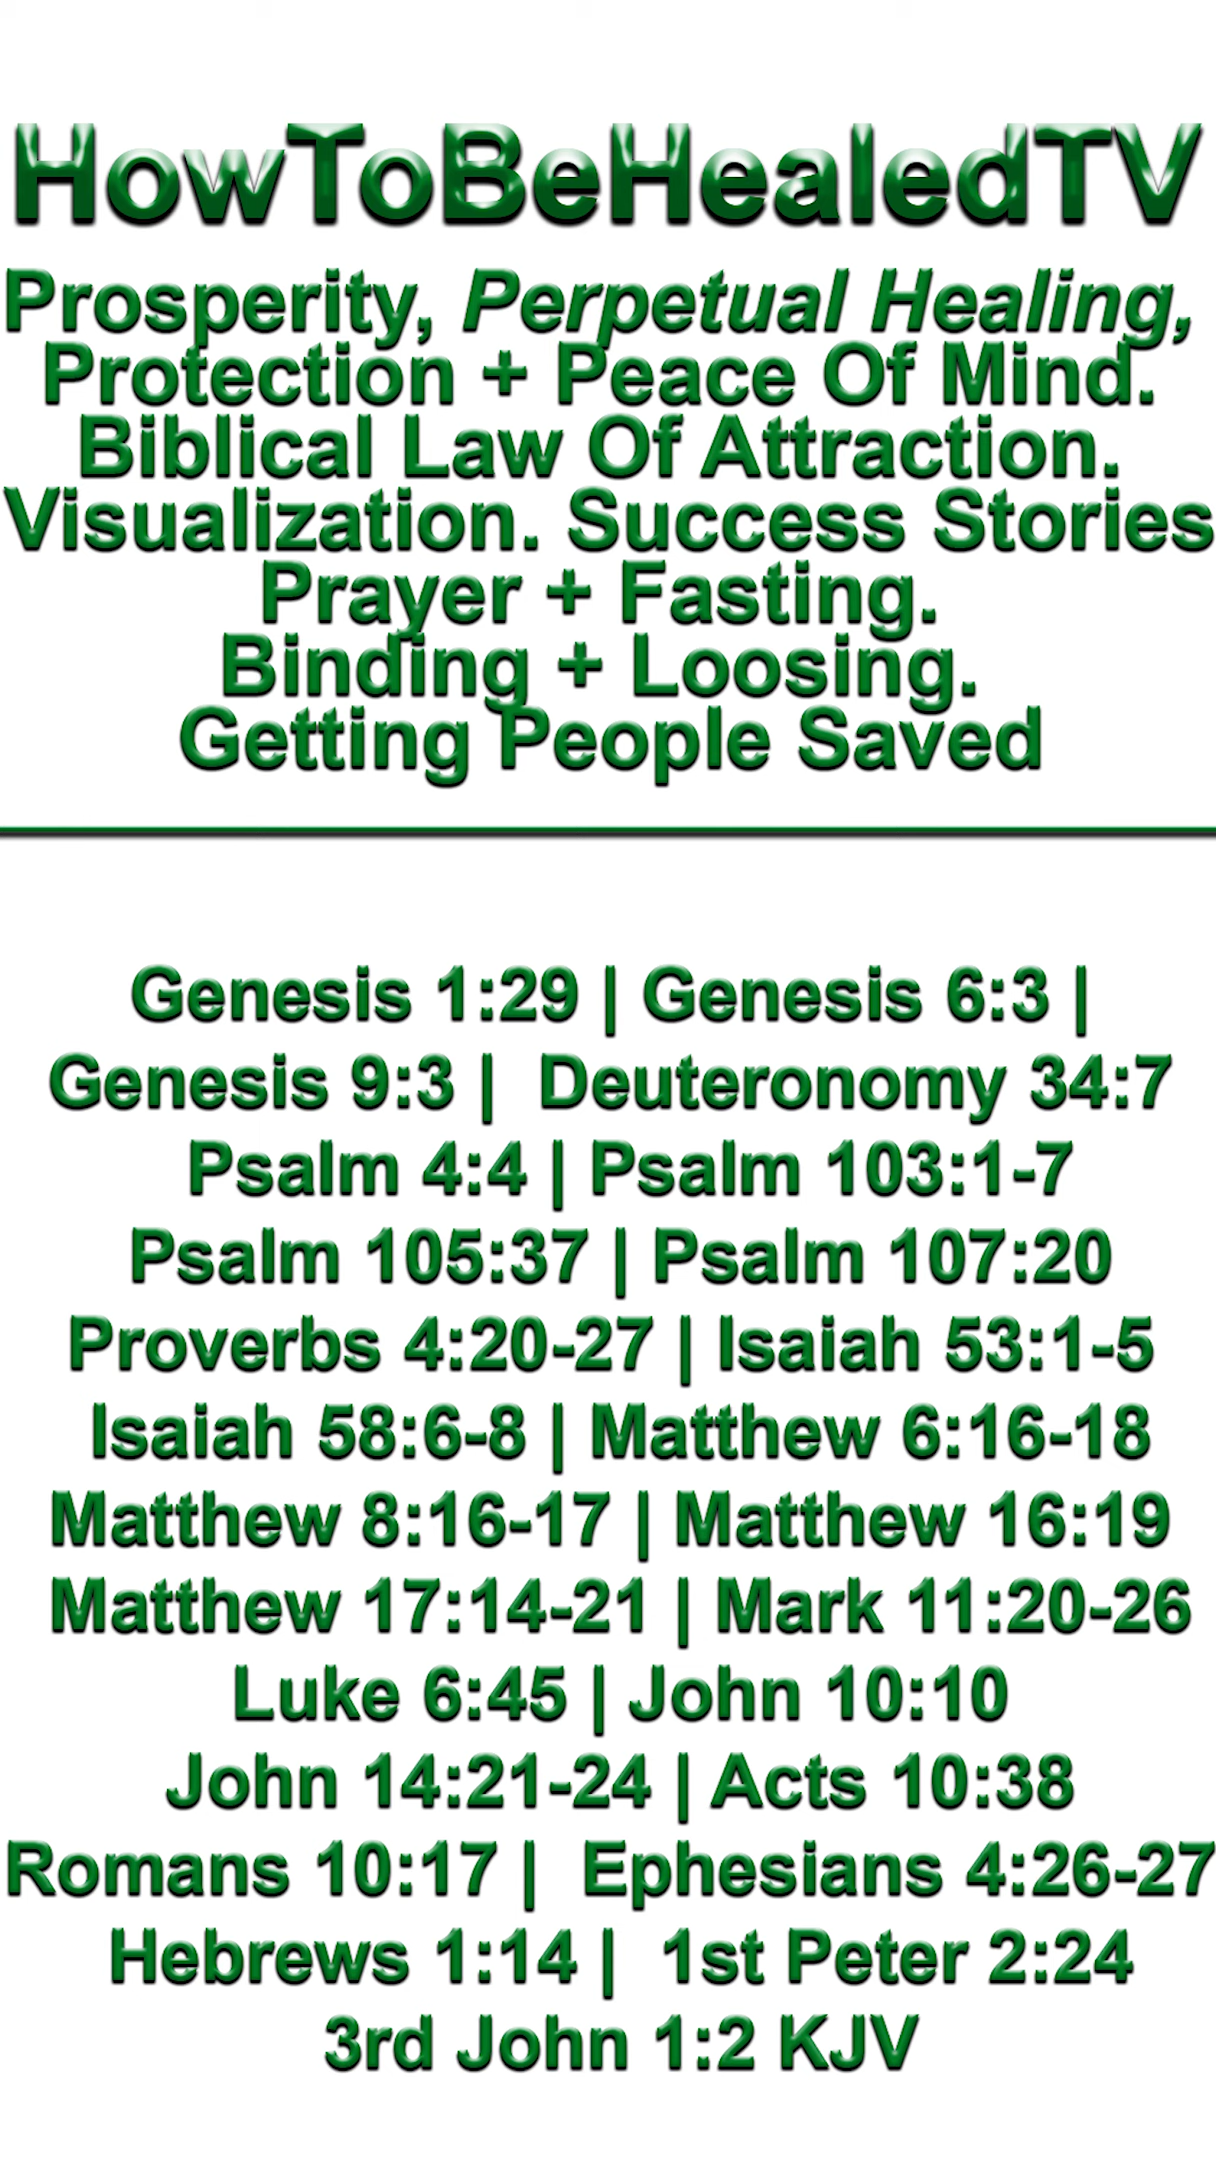 HowToBeHealedTV
Prosperity, Perpetual Healing,
Protection + Peace Of Mind.
Biblical Law Of Attraction.
Visualization. Success Stories
Prayer + Fasting.
Binding + Loosing.
Getting People Saved
Genesis 1:29 | Genesis 6:3 |
Genesis 9:3 | Deuteronomy 34:7
Psalm 4:4 | Psalm 103:1-7
Psalm 105:37 | Psalm 107:20
Proverbs 4:20-27 | Isaiah 53:1-5
Isaiah 58:6-8 | Matthew 6:16-18
Matthew 8:16-17 | Matthew 16:19
Matthew 17:14-21 | Mark 11:20-26
Luke 6:45 | John 10:10
John 14:21-24 | Acts 10:38
Romans 10:17 | Ephesians 4:26-27
Hebrews 1:14 | 1st Peter 2:24
3rd John 1:2 KJV